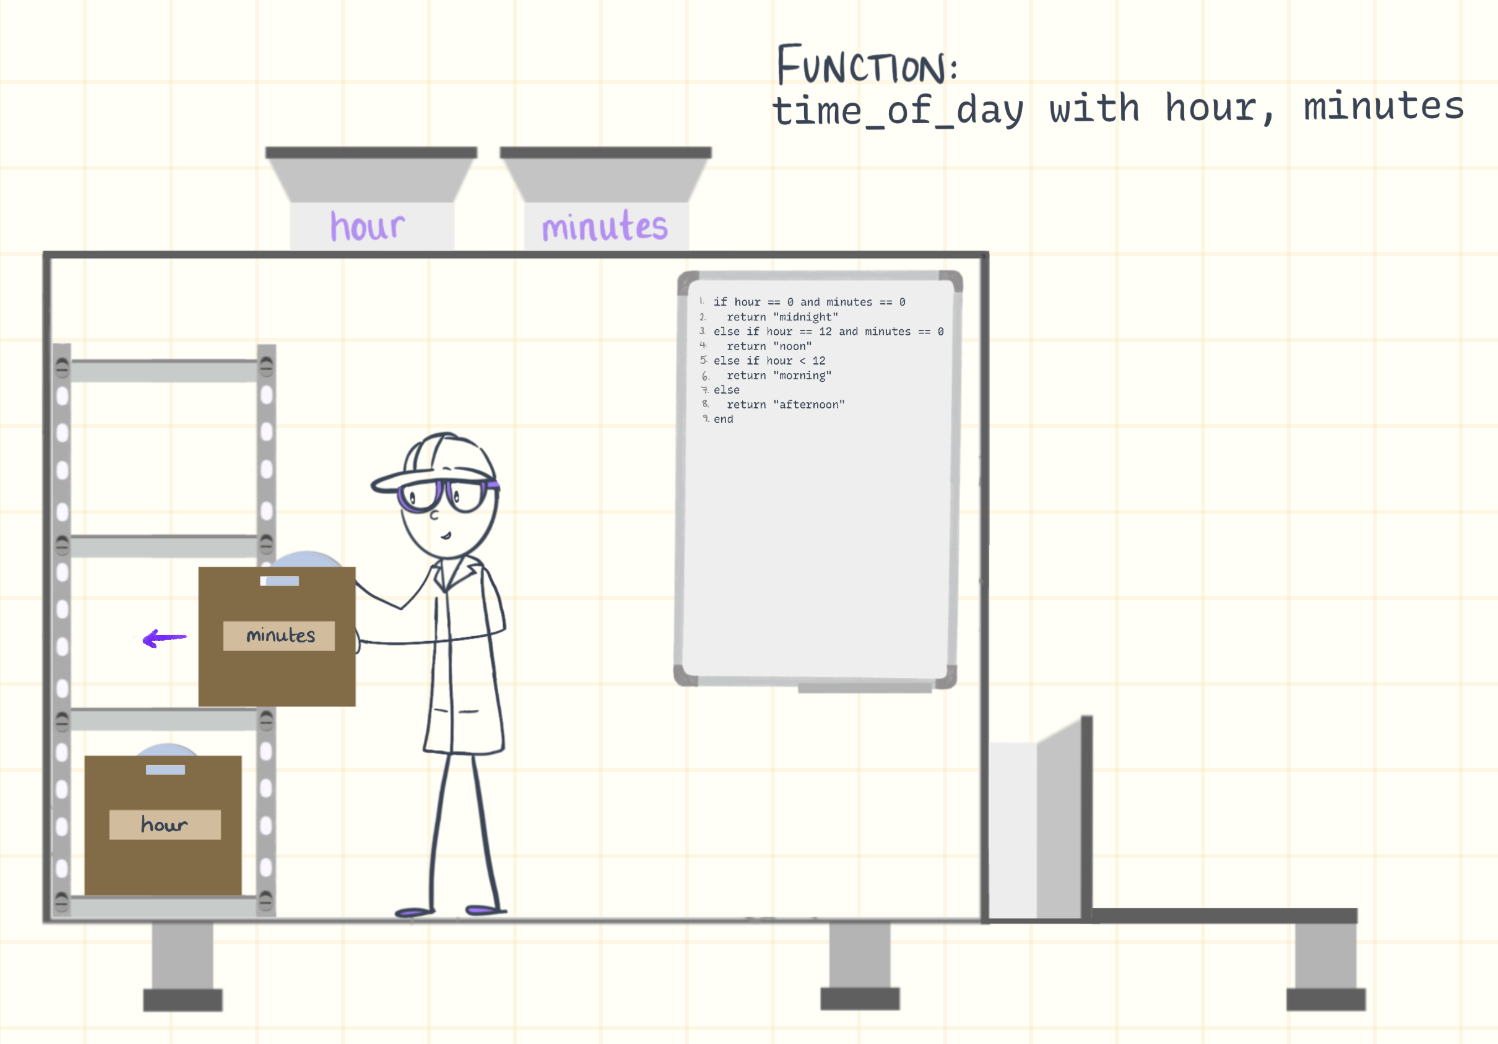 FUNCTION:
time_of_day with hour, minutes
hour
minutes
1. if hour == 0 and minutes == 0
2. return "midnight"
3. else if hour == 12 and minutes == 0
4. return "noon"
5. else if hour < 12
6. return "morning"
7. else
8. return "afternoon"
9. end
minutes
hour